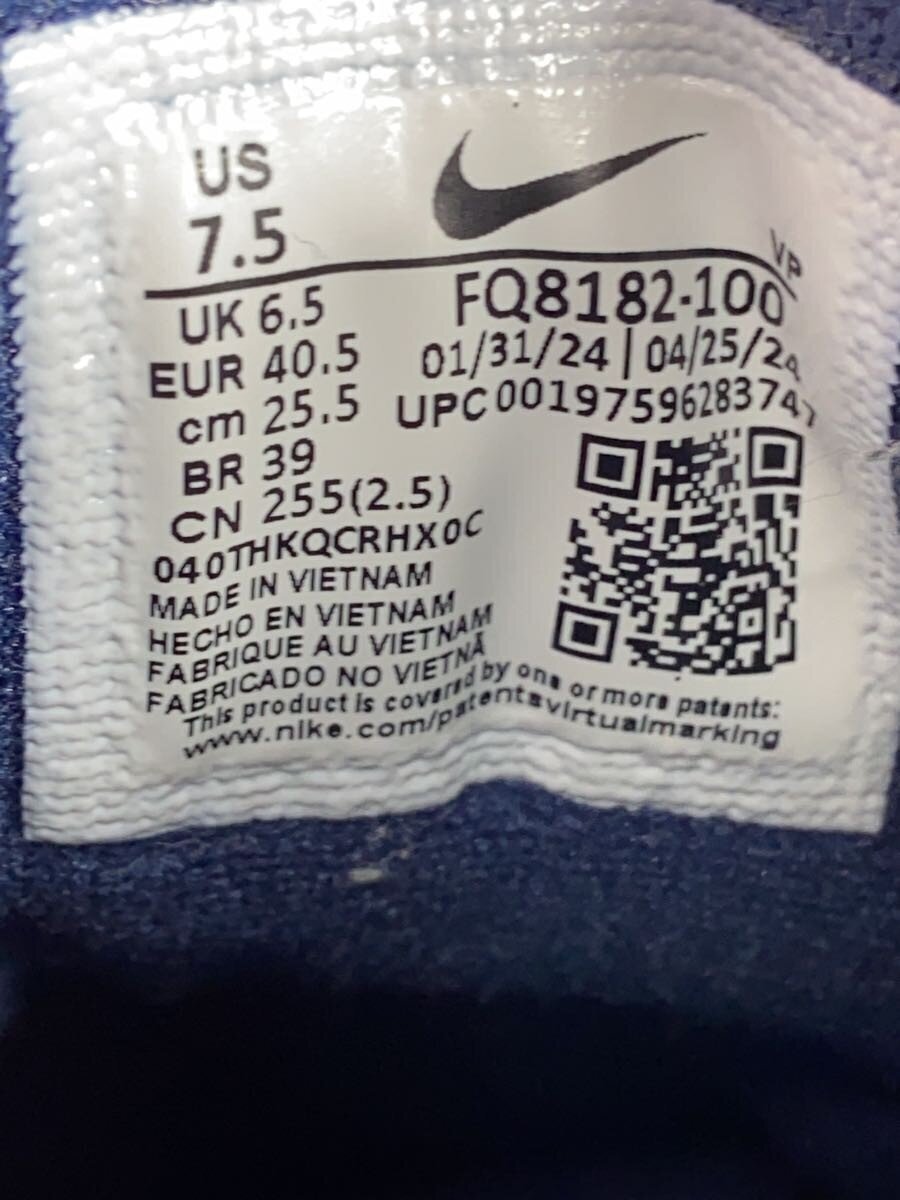 US
7.5
VP
UK 6.5
EUR 40.5
cm 25.5
BR 39
CN 255(2.5)
FQ8182-100
01/31/24 | 04/25/24
UPC00197596283747
040THKQCRHX0C
MADE IN VIETNAM
HECHO EN VIETNAM
FABRIQUE AU VIETNAM
FABRICADO NO VIETNÃ
This product is covered by one or more patents:
www.nike.com/patentsvirtualmarking